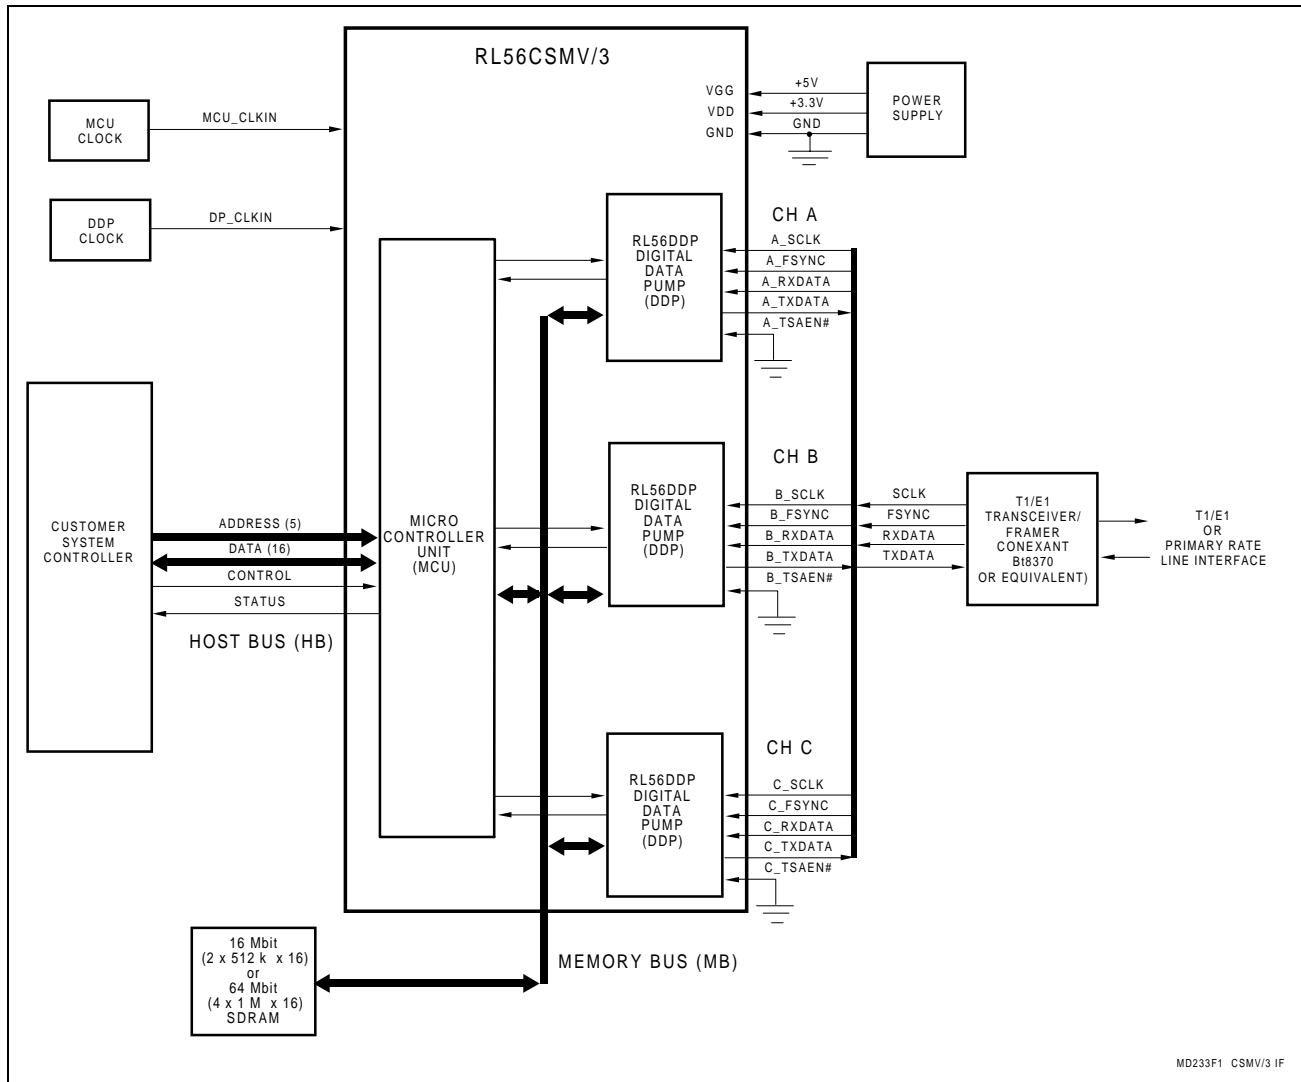 RL56CSMV/3
MCU
CLOCK
MCU_CLKIN
DDP
CLOCK
DP_CLKIN
VGG
VDD
GND
+5V
+3.3V
GND
POWER
SUPPLY
RL56DDP
DIGITAL
DATA
PUMP
(DDP)
CH A
A_SCLK
A_FSYNC
A_RXDATA
A_TXDATA
A_TSAEN#
CUSTOMER
SYSTEM
CONTROLLER
ADDRESS (5)
DATA (16)
CONTROL
STATUS
HOST BUS (HB)
MICRO
CONTROLLER
UNIT
(MCU)
RL56DDP
DIGITAL
DATA
PUMP
(DDP)
CH B
B_SCLK
B_FSYNC
B_RXDATA
B_TXDATA
B_TSAEN#
SCLK
FSYNC
RXDATA
TXDATA
T1/E1
TRANSCEIVER/
FRAMER
CONEXANT
Bt8370
OR EQUIVALENT)
T1/E1
OR
PRIMARY RATE
LINE INTERFACE
RL56DDP
DIGITAL
DATA
PUMP
(DDP)
CH C
C_SCLK
C_FSYNC
C_RXDATA
C_TXDATA
C_TSAEN#
16 Mbit
(2 x 512 k x 16)
or
64 Mbit
(4 x 1 M x 16)
SDRAM
MEMORY BUS (MB)
MD233F1 CSMV/3 IF